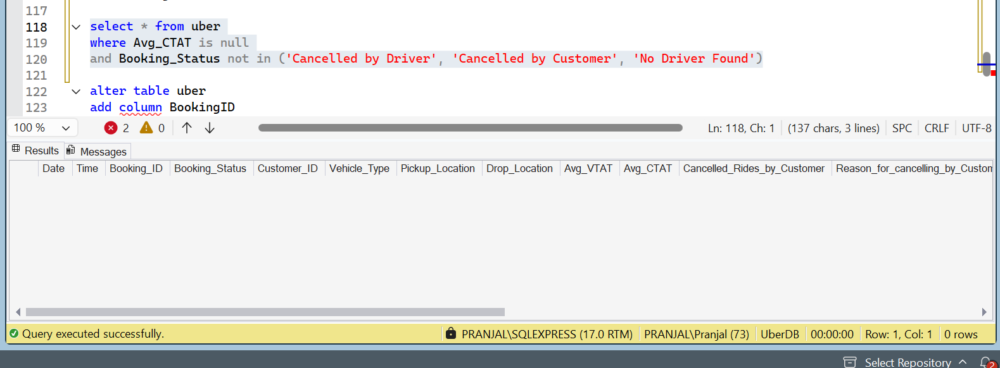 117
118 select * from uber
119 where Avg_CTAT is null
120 and Booking_Status not in ('Cancelled by Driver', 'Cancelled by Customer', 'No Driver Found')
121
122 alter table uber
123 add column BookingID
100 % 2 0 Ln: 118, Ch: 1 (137 chars, 3 lines) SPC CRLF UTF-8
Results Messages
Date Time Booking_ID Booking_Status Customer_ID Vehicle_Type Pickup_Location Drop_Location Avg_VTAT Avg_CTAT Cancelled_Rides_by_Customer Reason_for_cancelling_by_Custom
Query executed successfully. PRANJAL\SQLEXPRESS (17.0 RTM) PRANJAL\Pranjal (73) UberDB 00:00:00 Row: 1, Col: 1 0 rows
Select Repository 2